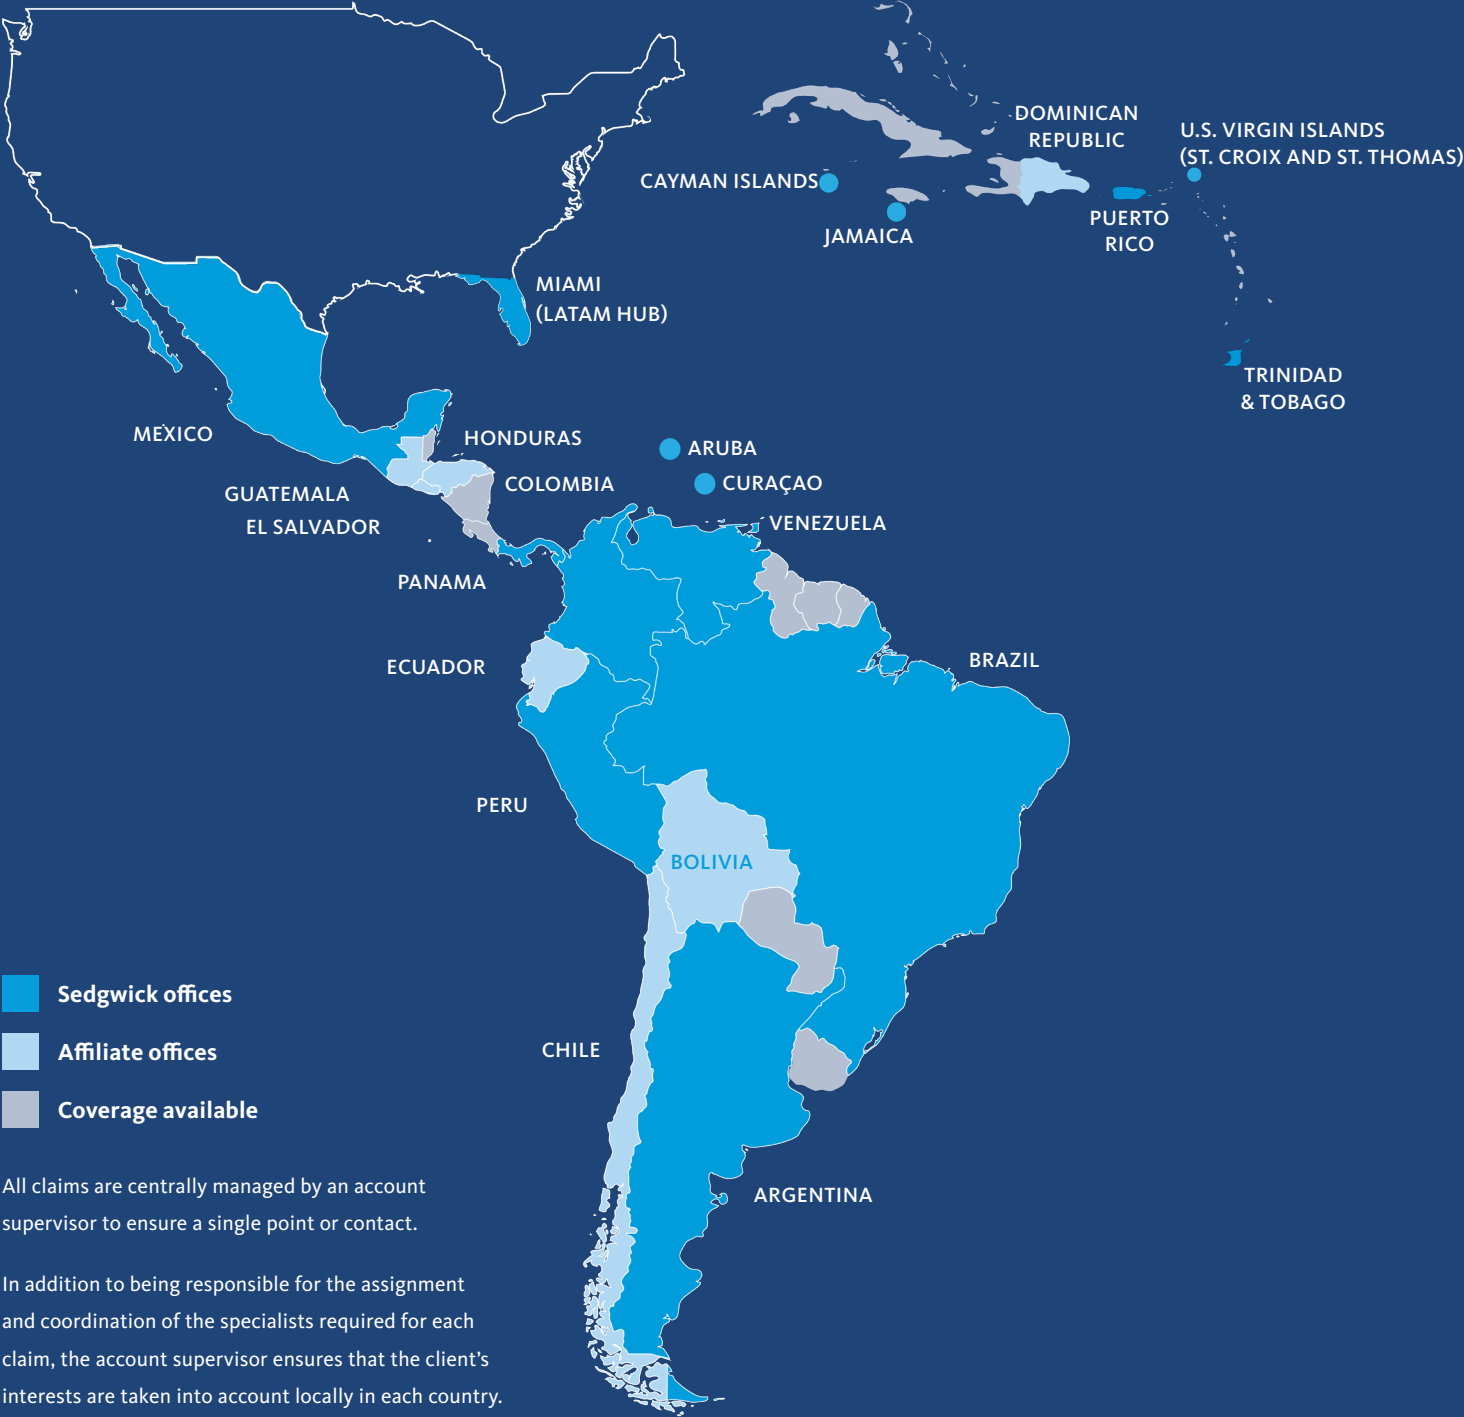 DOMINICAN
REPUBLIC
U.S. VIRGIN ISLANDS
(ST. CROIX AND ST. THOMAS)
CAYMAN ISLANDS
JAMAICA
PUERTO
RICO
MIAMI
(LATAM HUB)
TRINIDAD
& TOBAGO
MEXICO
HONDURAS
ARUBA
COLOMBIA
CURAÇAO
GUATEMALA
EL SALVADOR
VENEZUELA
PANAMA
ECUADOR
BRAZIL
PERU
BOLIVIA
CHILE
ARGENTINA
Sedgwick offices
Affiliate offices
Coverage available
All claims are centrally managed by an account
supervisor to ensure a single point or contact.
In addition to being responsible for the assignment
and coordination of the specialists required for each
claim, the account supervisor ensures that the client’s
interests are taken into account locally in each country.